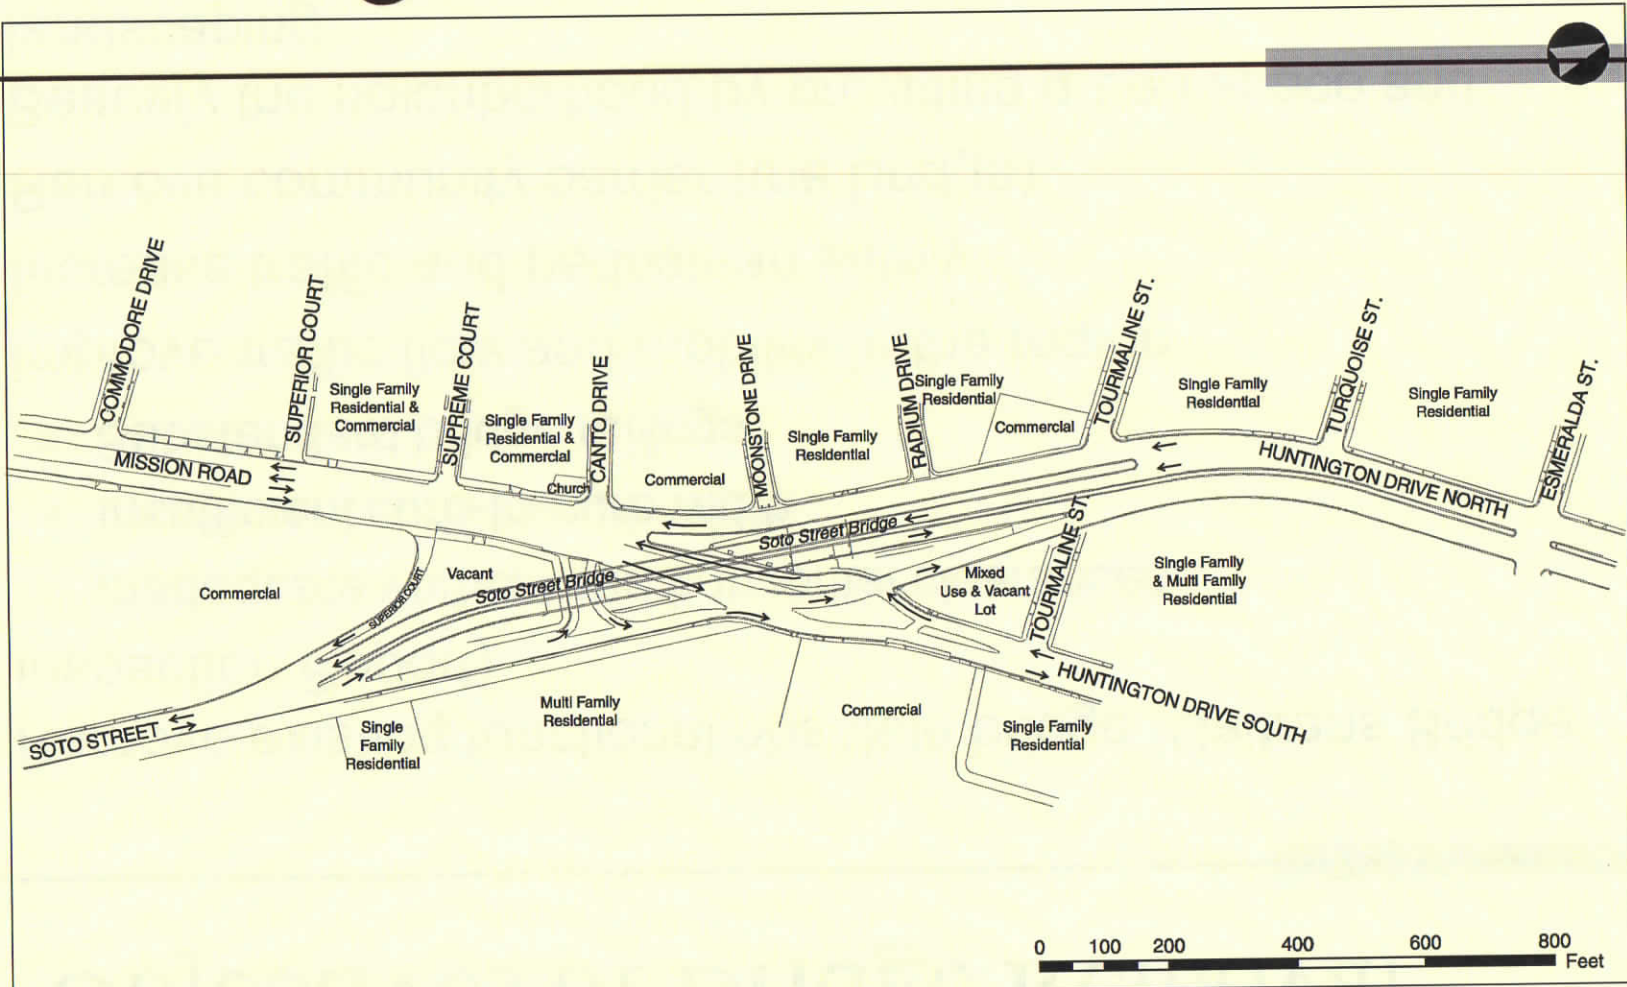 COMMODORE DRIVE
SUPERIOR COURT
Single Family
Residential &
Commercial
SUPREME COURT
Single Family
Residential &
Commercial
Church
CANTO DRIVE
Commercial
MOONSTONE DRIVE
Single Family
Residential
RADIUM DRIVE
Single Family
Residential
Commercial
TOURMALINE ST.
Single Family
Residential
TURQUOISE ST.
Single Family
Residential
ESMERALDA ST.
MISSION ROAD
HUNTINGTON DRIVE NORTH
Soto Street Bridge
Soto Street Bridge
Commercial
SUPERIOR COURT
Vacant
Mixed
Use & Vacant
Lot
TOURMALINE ST.
Single Family
& Multi Family
Residential
SOTO STREET
Single
Family
Residential
Multi Family
Residential
Commercial
Single Family
Residential
HUNTINGTON DRIVE SOUTH
0 100 200 400 600 800
Feet